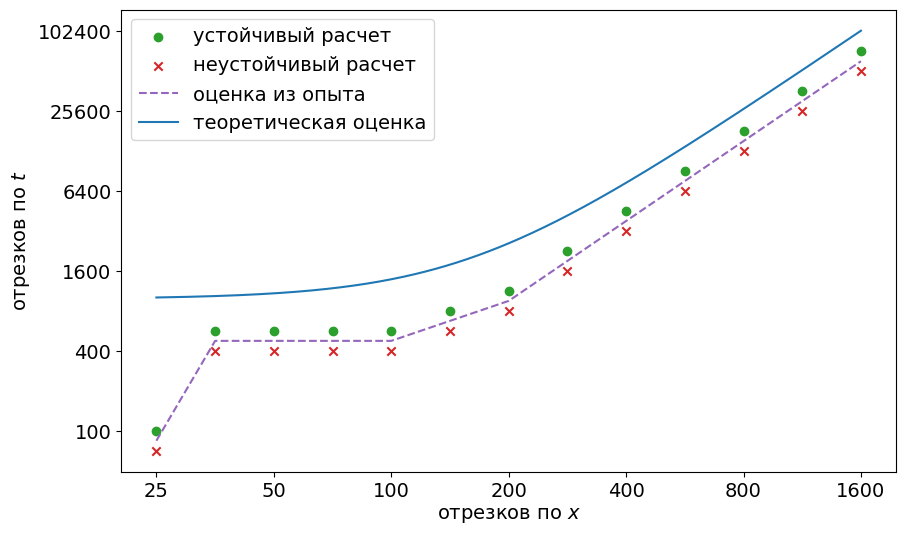 устойчивый расчет
неустойчивый расчет
оценка из опыта
теоретическая оценка
102400
25600
6400
1600
400
100
отрезков по t
25 50 100 200 400 800 1600
отрезков по x